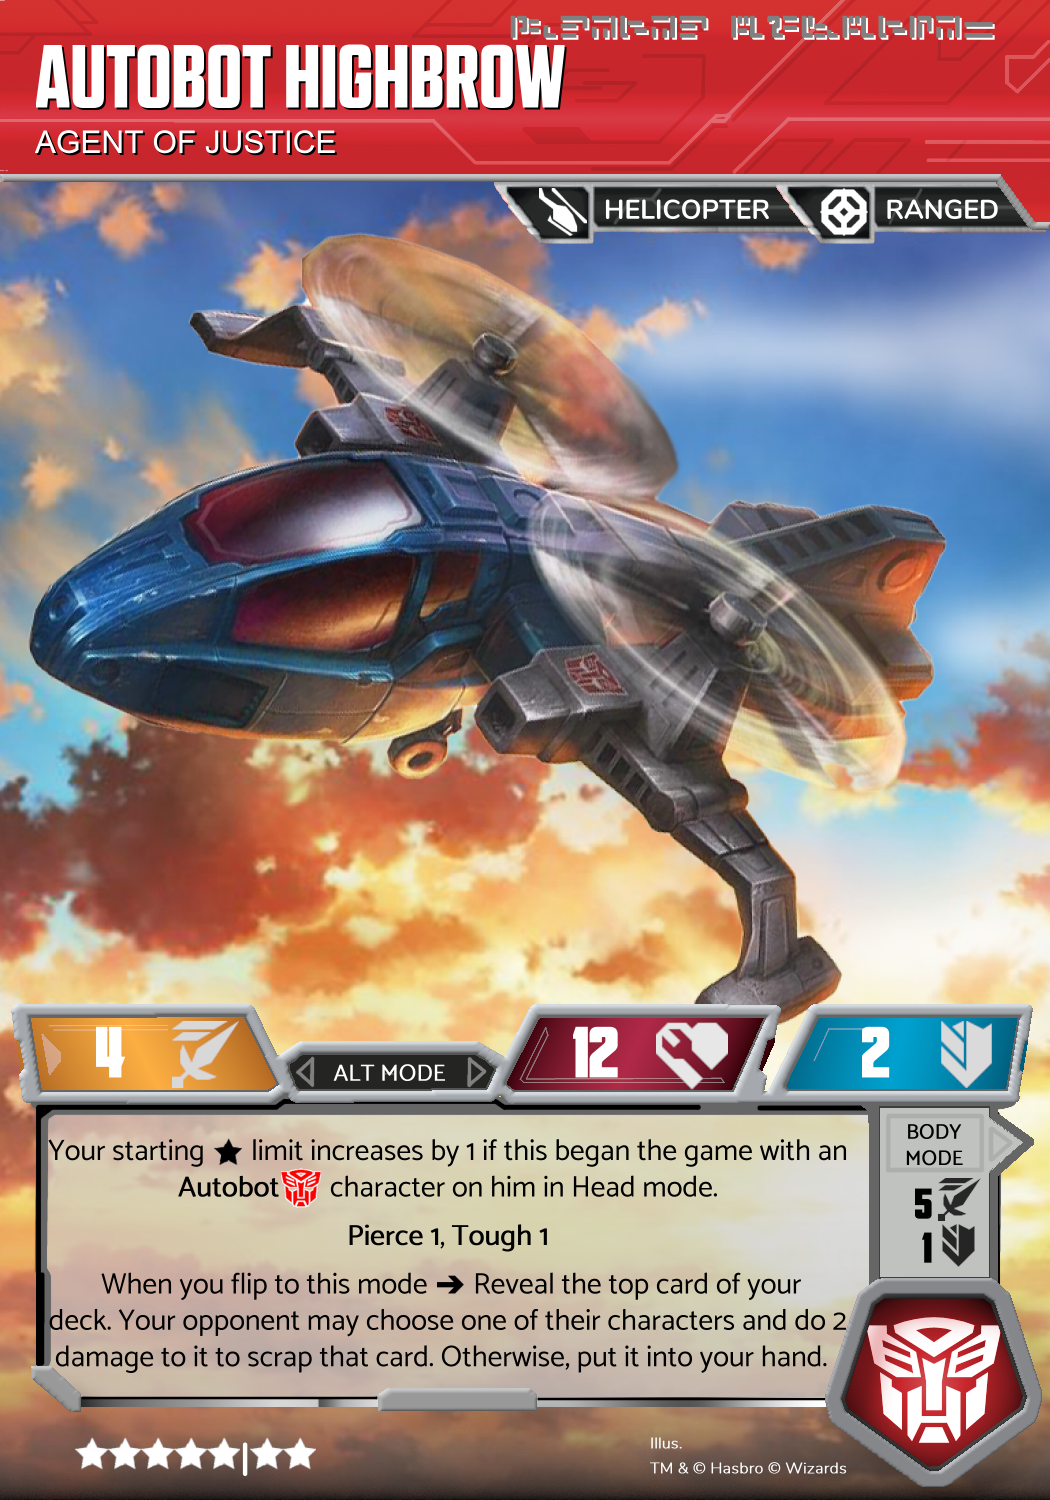 AUTOBOT HIGHBROW
AGENT OF JUSTICE
HELICOPTER
RANGED
4
ALT MODE
12
2
Your starting ★ limit increases by 1 if this began the game with an
Autobot character on him in Head mode.
Pierce 1, Tough 1
When you flip to this mode ➔ Reveal the top card of your
deck. Your opponent may choose one of their characters and do 2
damage to it to scrap that card. Otherwise, put it into your hand.
BODY
MODE
5
1
★★★★★|★★
Illus.
TM & © Hasbro © Wizards